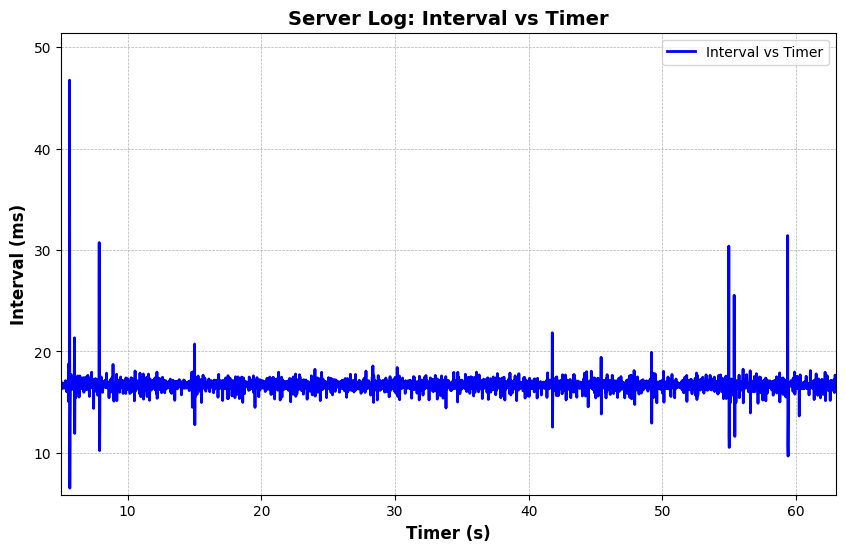 Server Log: Interval vs Timer
Interval vs Timer
Interval (ms)
50
40
30
20
10
10 20 30 40 50 60
Timer (s)